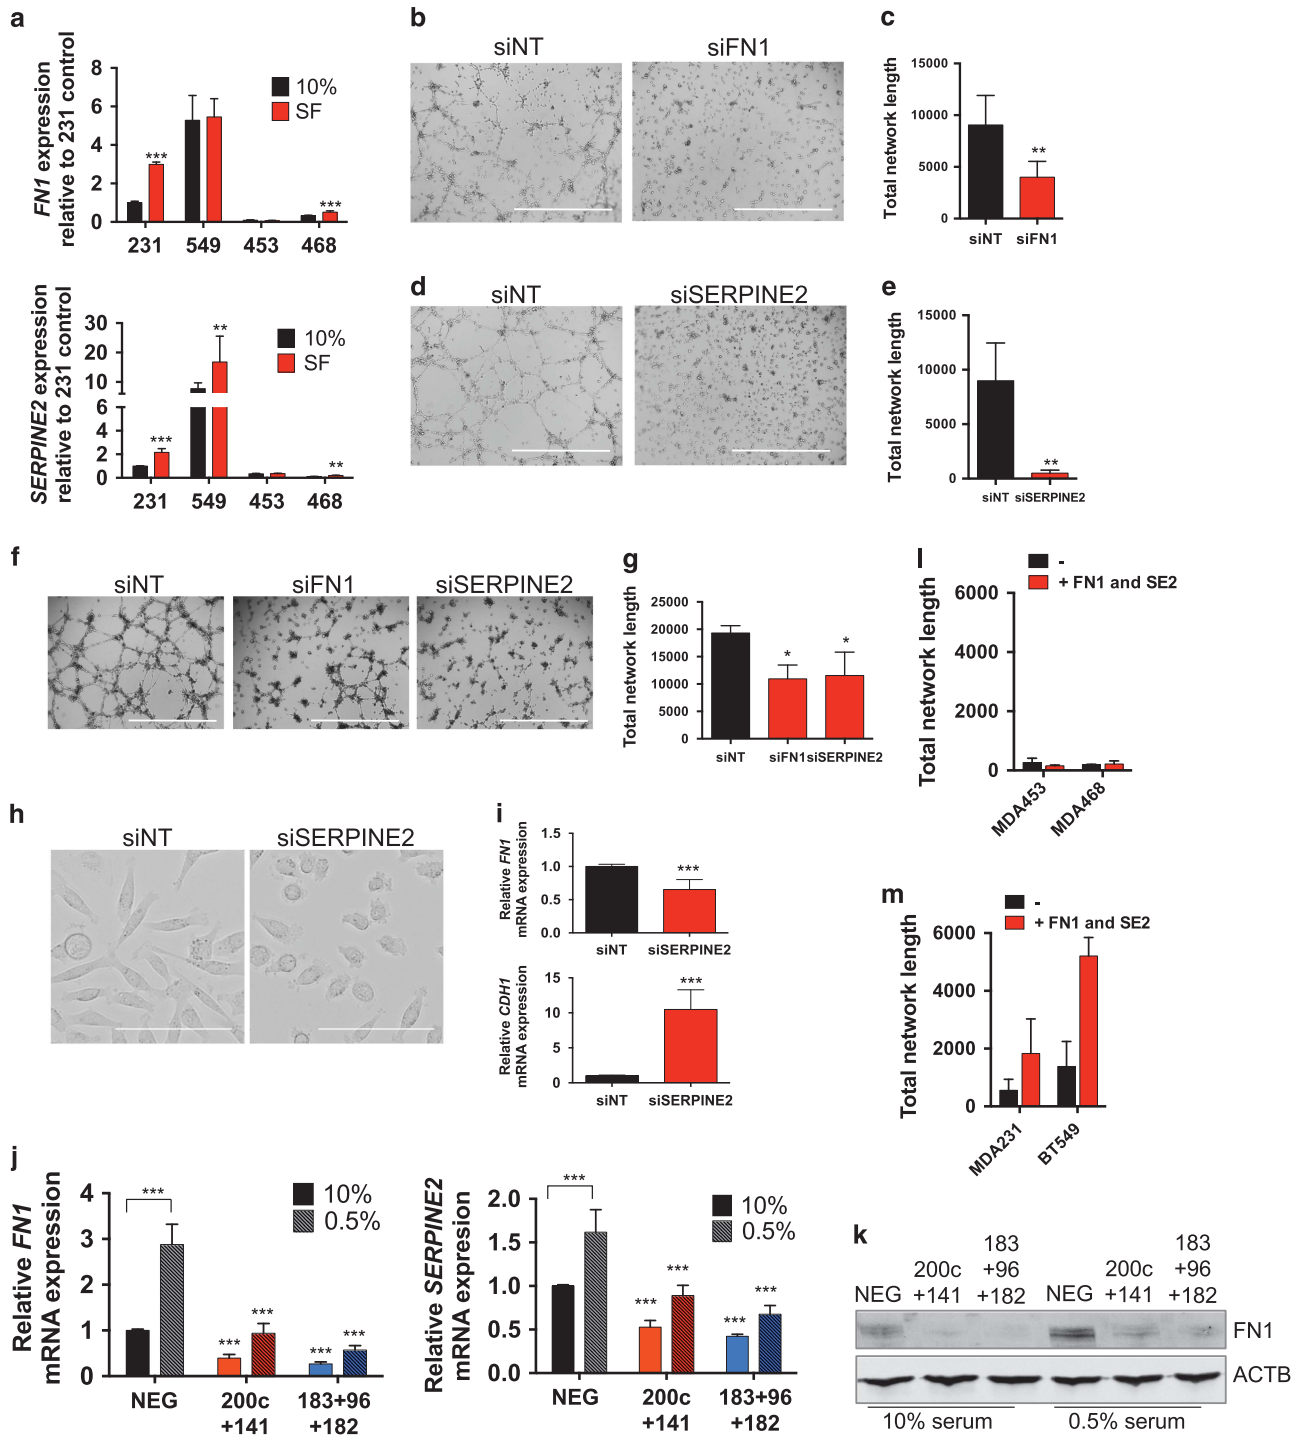 a
FN1 expression
relative to 231 control
8
6
4
2
0
10%
SF
***
***
231 549 453 468
SERPINE2 expression
relative to 231 control
30
20
10
6
4
2
0
10%
SF
***
**
**
231 549 453 468
b
siNT siFN1
c
Total network length
15000
10000
5000
0
**
siNT siFN1
d
siNT siSERPINE2
e
Total network length
15000
10000
5000
0
**
siNT siSERPINE2
f
siNT siFN1 siSERPINE2
g
Total network length
25000
20000
15000
10000
5000
0
*
*
siNT siFN1 siSERPINE2
l
-
+ FN1 and SE2
Total network length
6000
4000
2000
0
MDA453 MDA468
h
siNT siSERPINE2
i
Relative FN1
mRNA expression
1.5
1.0
0.5
0.0
***
siNT siSERPINE2
Relative CDH1
mRNA expression
15
10
5
0
***
siNT siSERPINE2
m
-
+ FN1 and SE2
Total network length
6000
4000
2000
0
MDA231 BT549
j
Relative FN1
mRNA expression
4
3
2
1
0
***
10%
0.5%
***
***
***
***
NEG 200c 183+96
+141 +182
Relative SERPINE2
mRNA expresion
2.0
1.5
1.0
0.5
0.0
***
10%
0.5%
***
***
***
***
NEG 200c 183+96
+141 +182
k
183 183
200c +96 200c +96
NEG +141 +182 NEG +141 +182
FN1
ACTB
10% serum 0.5% serum